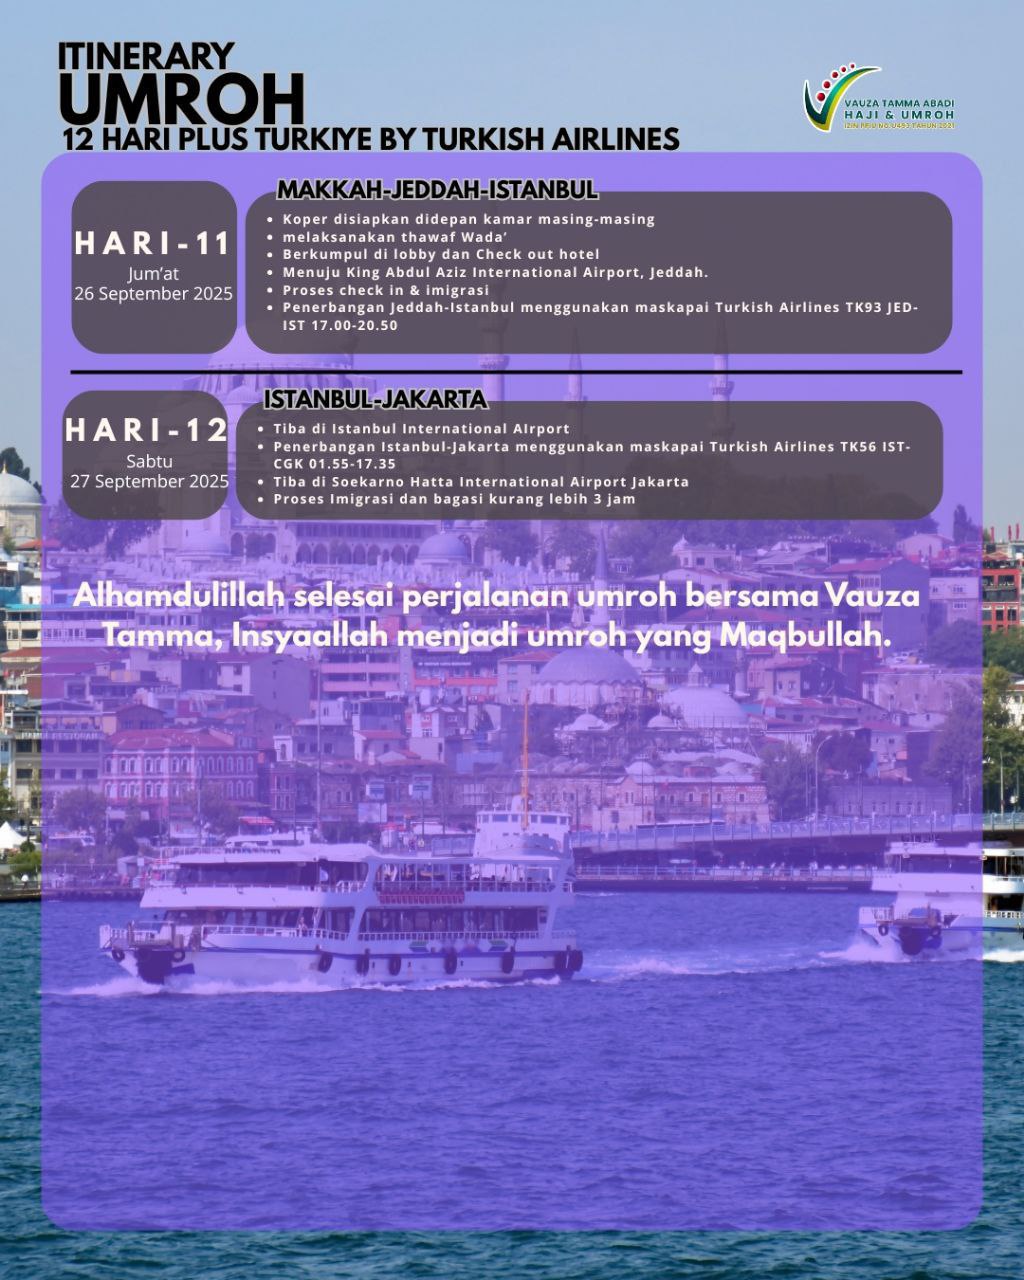 ITINERARY
UMROH
12 HARI PLUS TURKIYE BY TURKISH AIRLINES
VAUZA TAMMA ABADI
HAJI & UMROH
IZIN PPIU NO. U493 TAHUN 2021
MAKKAH-JEDDAH-ISTANBUL
HARI-11
Jum'at
26 September 2025
• Koper disiapkan didepan kamar masing-masing
• melaksanakan thawaf Wada'
• Berkumpul di lobby dan Check out hotel
• Menuju King Abdul Aziz International Airport, Jeddah.
• Proses check in & imigrasi
• Penerbangan Jeddah-Istanbul menggunakan maskapai Turkish Airlines TK93 JED-
IST 17.00-20.50
ISTANBUL-JAKARTA
HARI-12
Sabtu
27 September 2025
• Tiba di Istanbul International AIrport
• Penerbangan Istanbul-Jakarta menggunakan maskapai Turkish Airlines TK56 IST-
CGK 01.55-17.35
• Tiba di Soekarno Hatta International Airport Jakarta
• Proses Imigrasi dan bagasi kurang lebih 3 jam
Alhamdulillah selesai perjalanan umroh bersama Vauza
Tamma, Insyaallah menjadi umroh yang Maqbullah.